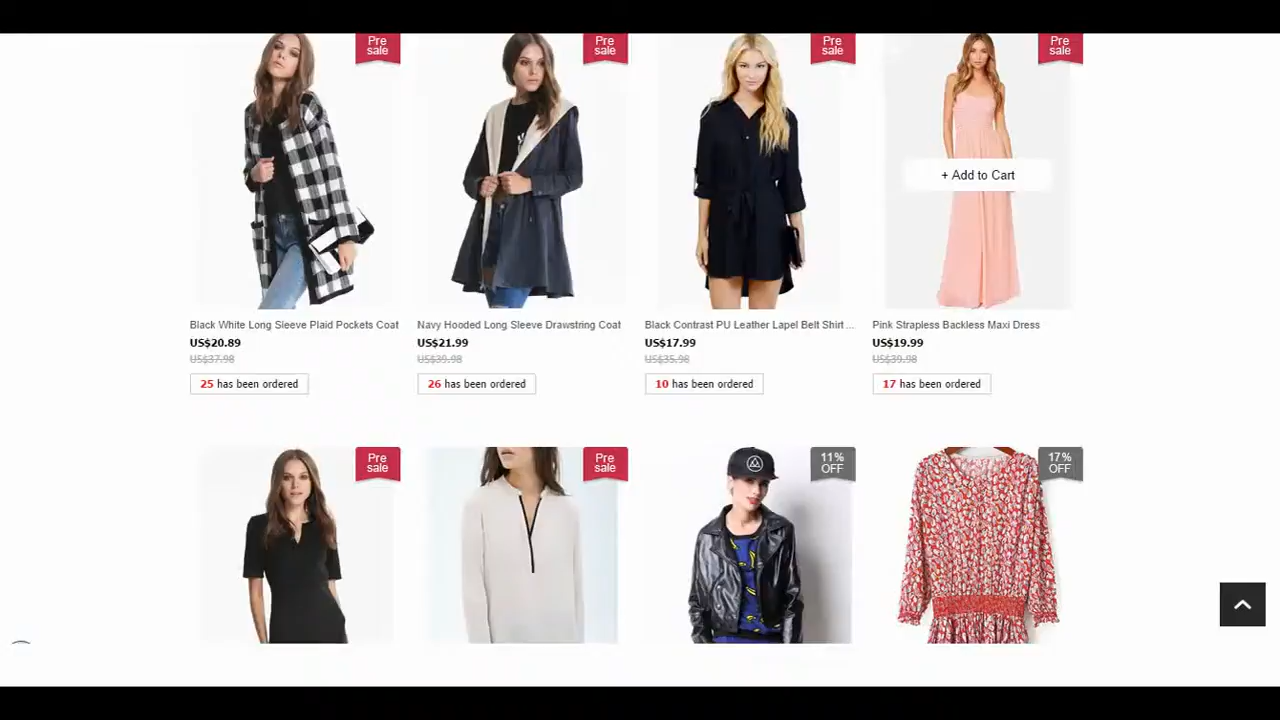 Pre
sale
Pre
sale
Pre
sale
Pre
sale
+ Add to Cart
Black White Long Sleeve Plaid Pockets Coat
US$20.89
US$37.98
25 has been ordered
Navy Hooded Long Sleeve Drawstring Coat
US$21.99
US$39.98
26 has been ordered
Black Contrast PU Leather Lapel Belt Shirt ...
US$17.99
US$35.98
10 has been ordered
Pink Strapless Backless Maxi Dress
US$19.99
US$39.98
17 has been ordered
Pre
sale
Pre
sale
11%
OFF
17%
OFF